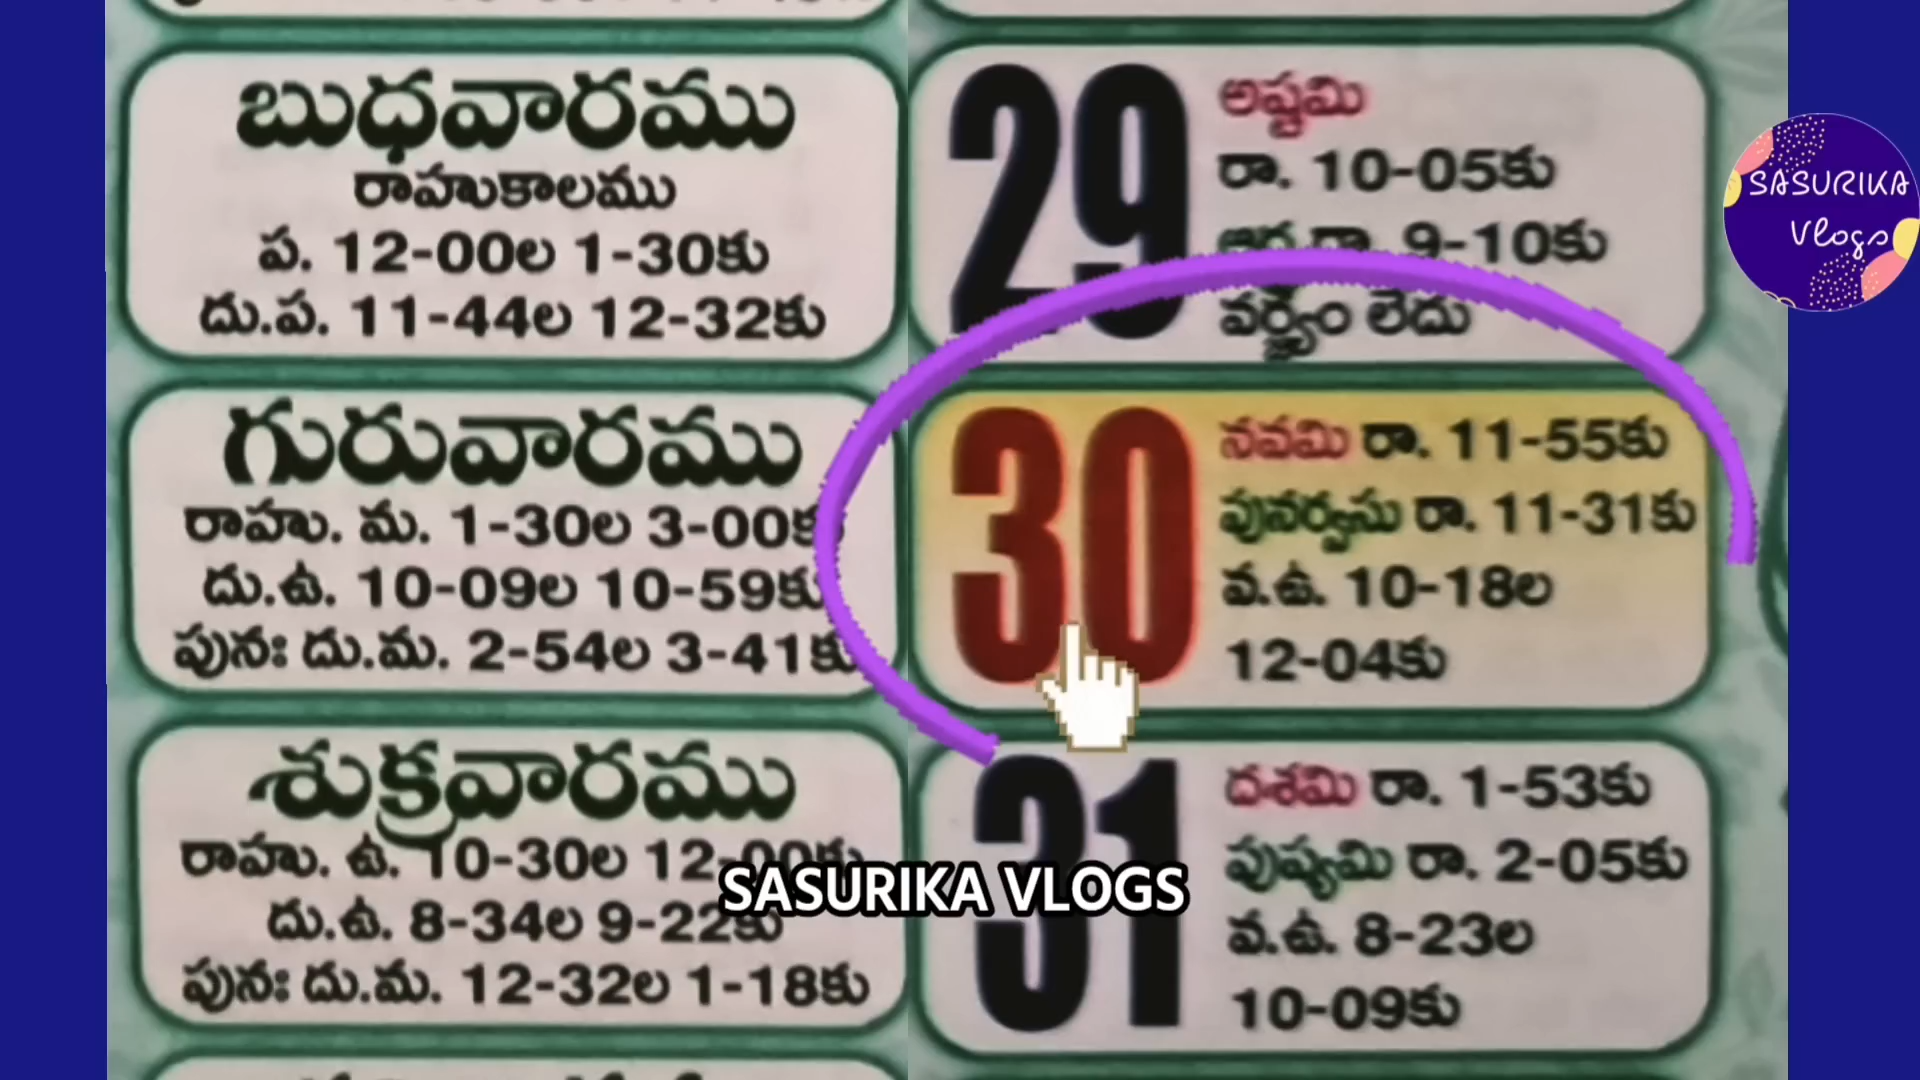 బుధవారము
రాహుకాలము
ప. 12-00ల 1-30కు
దు.ప. 11-44ల 12-32కు
29
అష్టమి
రా. 10-05కు
రా. 9-10కు
వర్జ్యం లేదు
గురువారము
రాహు. మ. 1-30ల 3-00కు
దు.ఉ. 10-09ల 10-59కు
పునః దు.మ. 2-54ల 3-41కు
30
నవమి రా. 11-55కు
పునర్వసు రా. 11-31కు
వ.ఉ. 10-18ల
12-04కు
శుక్రవారము
రాహు. ఉ. 10-30ల 12-00కు
దు.ఉ. 8-34ల 9-22కు
పునః దు.మ. 12-32ల 1-18కు
31
దశమి రా. 1-53కు
పుష్యమి రా. 2-05కు
వ.ఉ. 8-23ల
10-09కు
SASURIKA VLOGS
SASURIKA
Vlogs